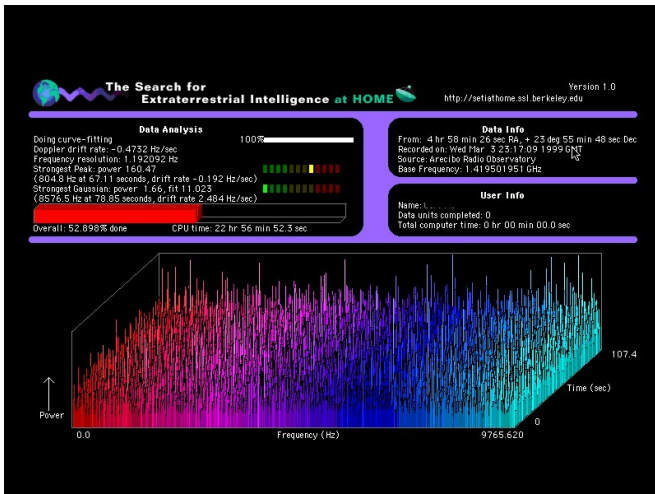 The Search for
Extraterrestrial Intelligence at HOME
Version 1.0
http://setiathome.ssl.berkeley.edu
Data Analysis
Doing curve-fitting 100%
Doppler drift rate: -0.4732 Hz/sec
Frequency resolution: 1.192092 Hz
Strongest Peak: power 160.47
(804.8 Hz at 67.11 seconds, drift rate -0.192 Hz/sec)
Strongest Gaussian: power 1.66, fit 11.023
(8576.5 Hz at 78.85 seconds, drift rate 2.484 Hz/sec)
Overall: 52.898% done CPU time: 22 hr 56 min 52.3 sec
Data Info
From: 4 hr 58 min 26 sec RA, + 23 deg 55 min 48 sec Dec
Recorded on: Wed Mar 3 23:17:09 1999 GMT
Source: Arecibo Radio Observatory
Base Frequency: 1.419501951 GHz
User Info
Name:
Data units completed: 0
Total computer time: 0 hr 00 min 00.0 sec
107.4
Time (sec)
Power
0
0.0 Frequency (Hz) 9765.620